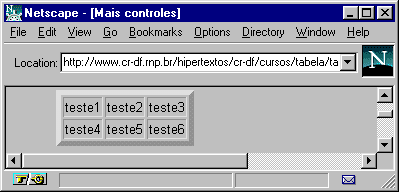 Netscape - [Mais controles]
File Edit View Go Bookmarks Options Directory Window Help
Location: http://www.cr-df.rnp.br/hipertextos/cr-df/cursos/tabela/ta
N
teste1 teste2 teste3
teste4 teste5 teste6